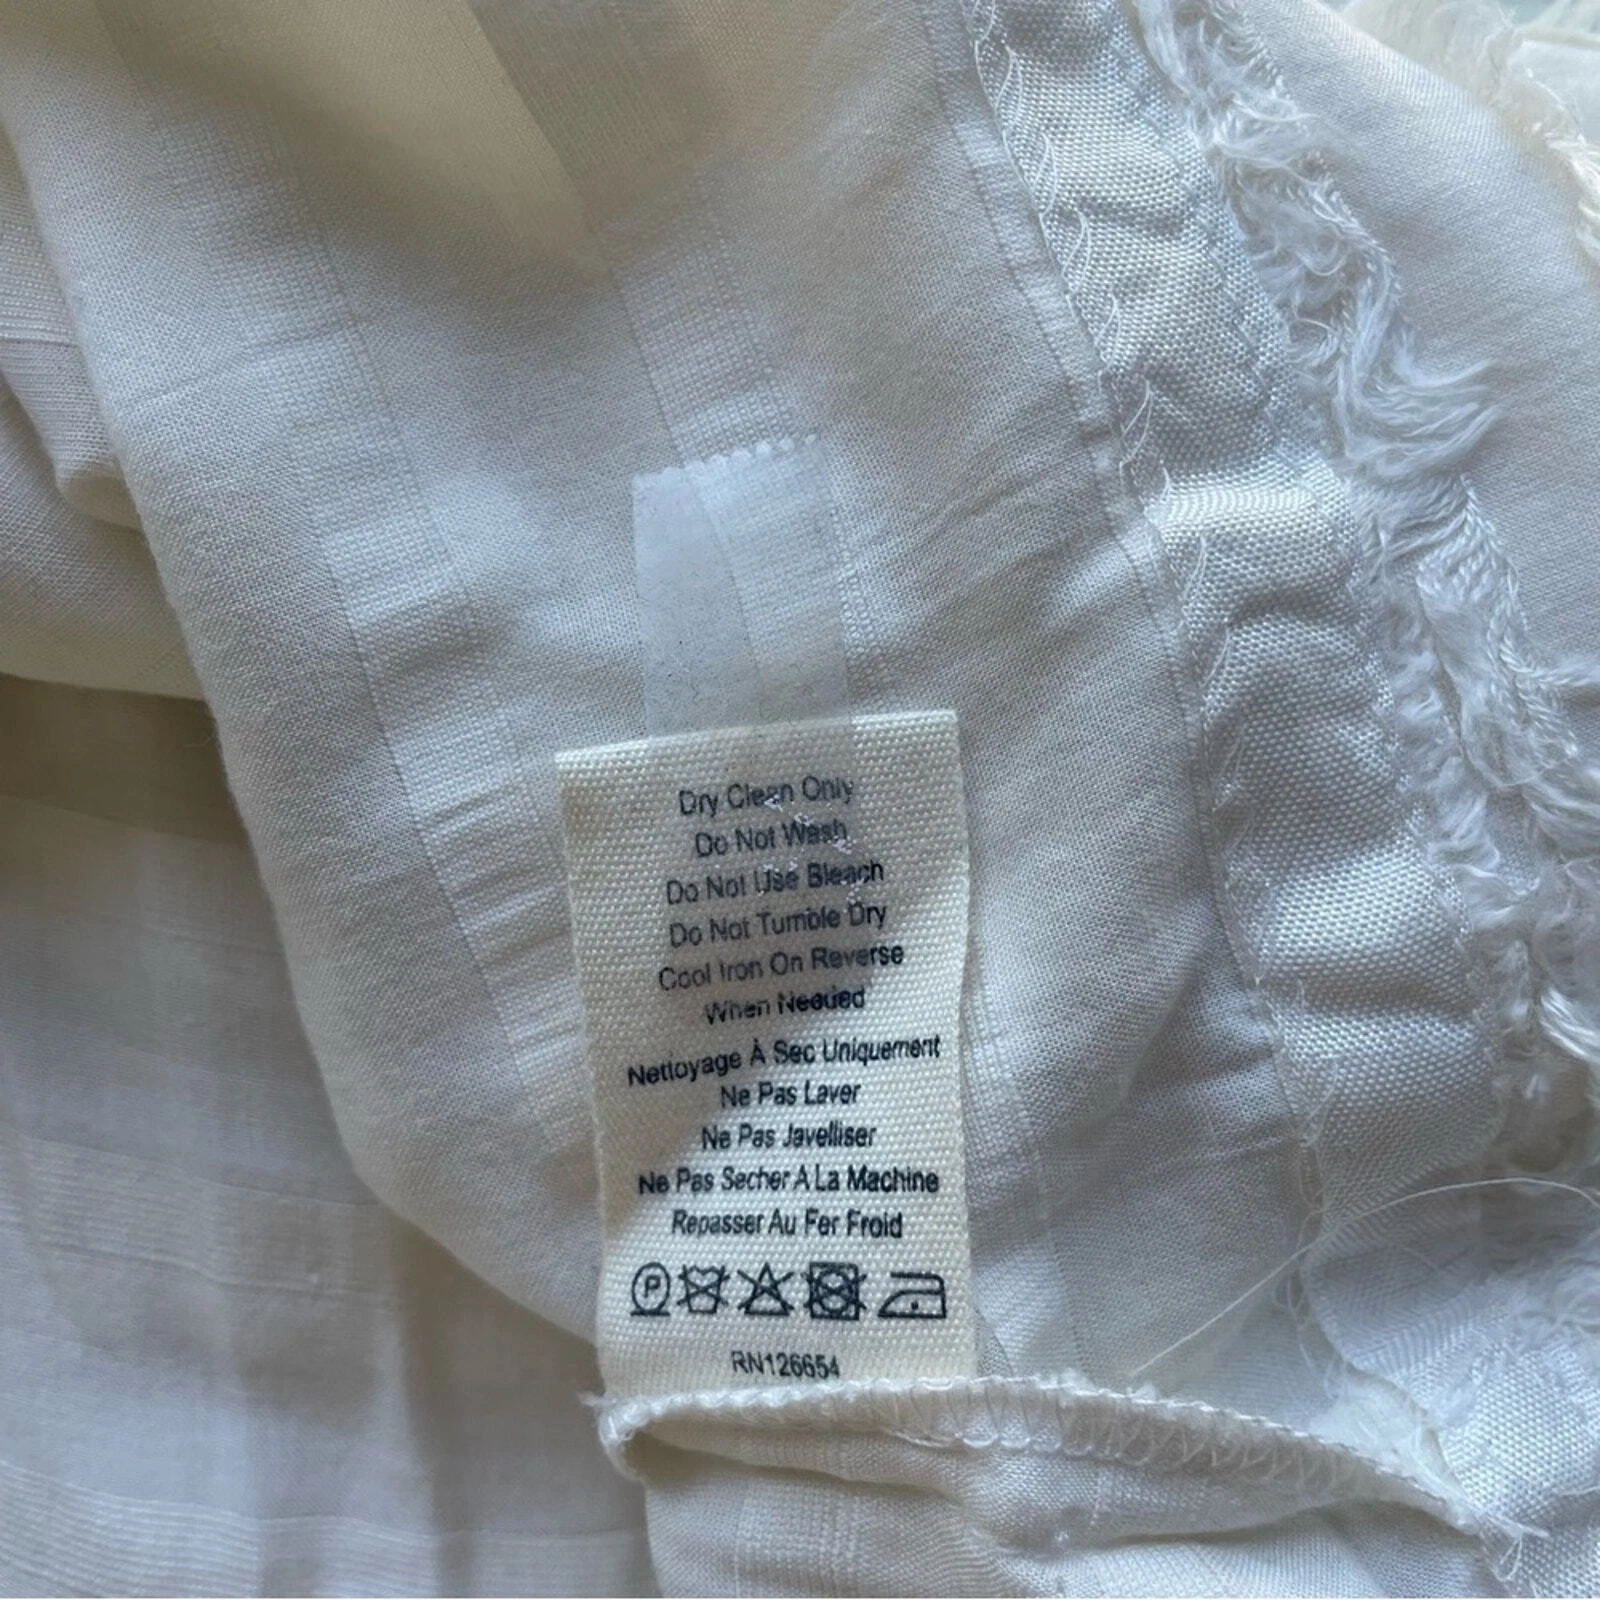 Dry Clean Only
Do Not Wash
Do Not Use Bleach
Do Not Tumble Dry
Cool Iron On Reverse
When Needed
Nettoyage À Sec Uniquement
Ne Pas Laver
Ne Pas Javelliser
Ne Pas Secher A La Machine
Repasser Au Fer Froid
P
RN126654